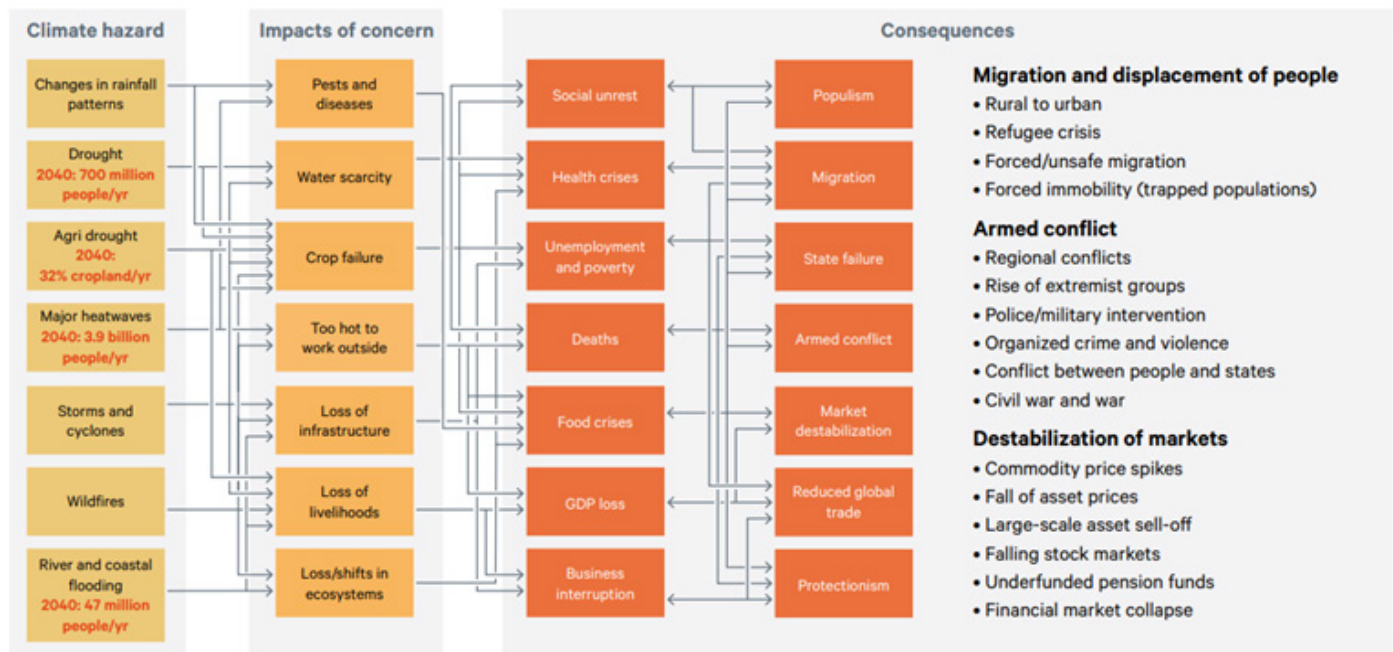 Climate hazard
Impacts of concern
Consequences
Changes in rainfall
patterns
Drought
2040: 700 million
people/yr
Agri drought
2040:
32% cropland/yr
Major heatwaves
2040: 3.9 billion
people/yr
Storms and
cyclones
Wildfires
River and coastal
flooding
2040: 47 million
people/yr
Pests and
diseases
Water scarcity
Crop failure
Too hot to
work outside
Loss of
infrastructure
Loss of
livelihoods
Loss/shifts in
ecosystems
Social unrest
Health crises
Unemployment
and poverty
Deaths
Food crises
GDP loss
Business
interruption
Populism
Migration
State failure
Armed conflict
Market
destabilization
Reduced global
trade
Protectionism
Migration and displacement of people
• Rural to urban
• Refugee crisis
• Forced/unsafe migration
• Forced immobility (trapped populations)
Armed conflict
• Regional conflicts
• Rise of extremist groups
• Police/military intervention
• Organized crime and violence
• Conflict between people and states
• Civil war and war
Destabilization of markets
• Commodity price spikes
• Fall of asset prices
• Large-scale asset sell-off
• Falling stock markets
• Underfunded pension funds
• Financial market collapse